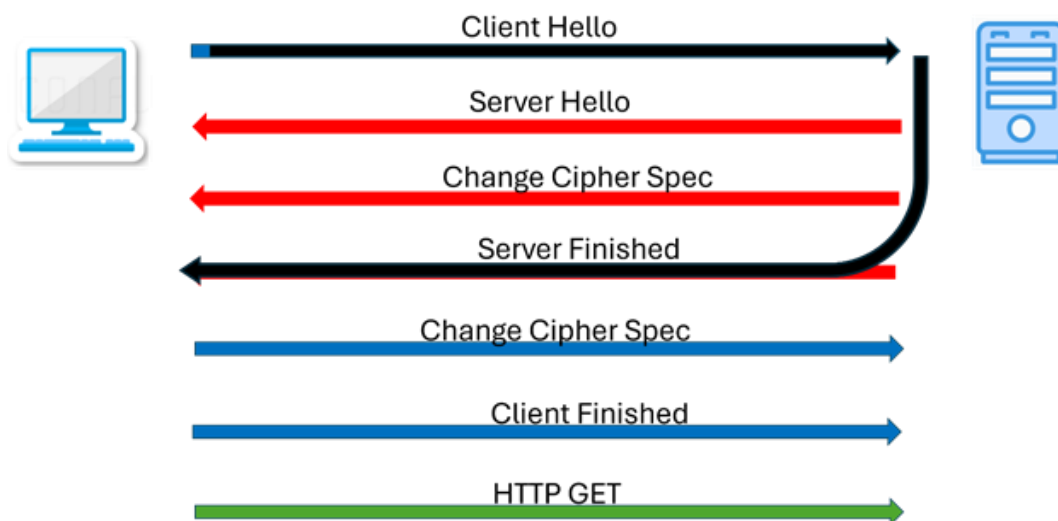 Client Hello
Server Hello
Change Cipher Spec
Server Finished
Change Cipher Spec
Client Finished
HTTP GET